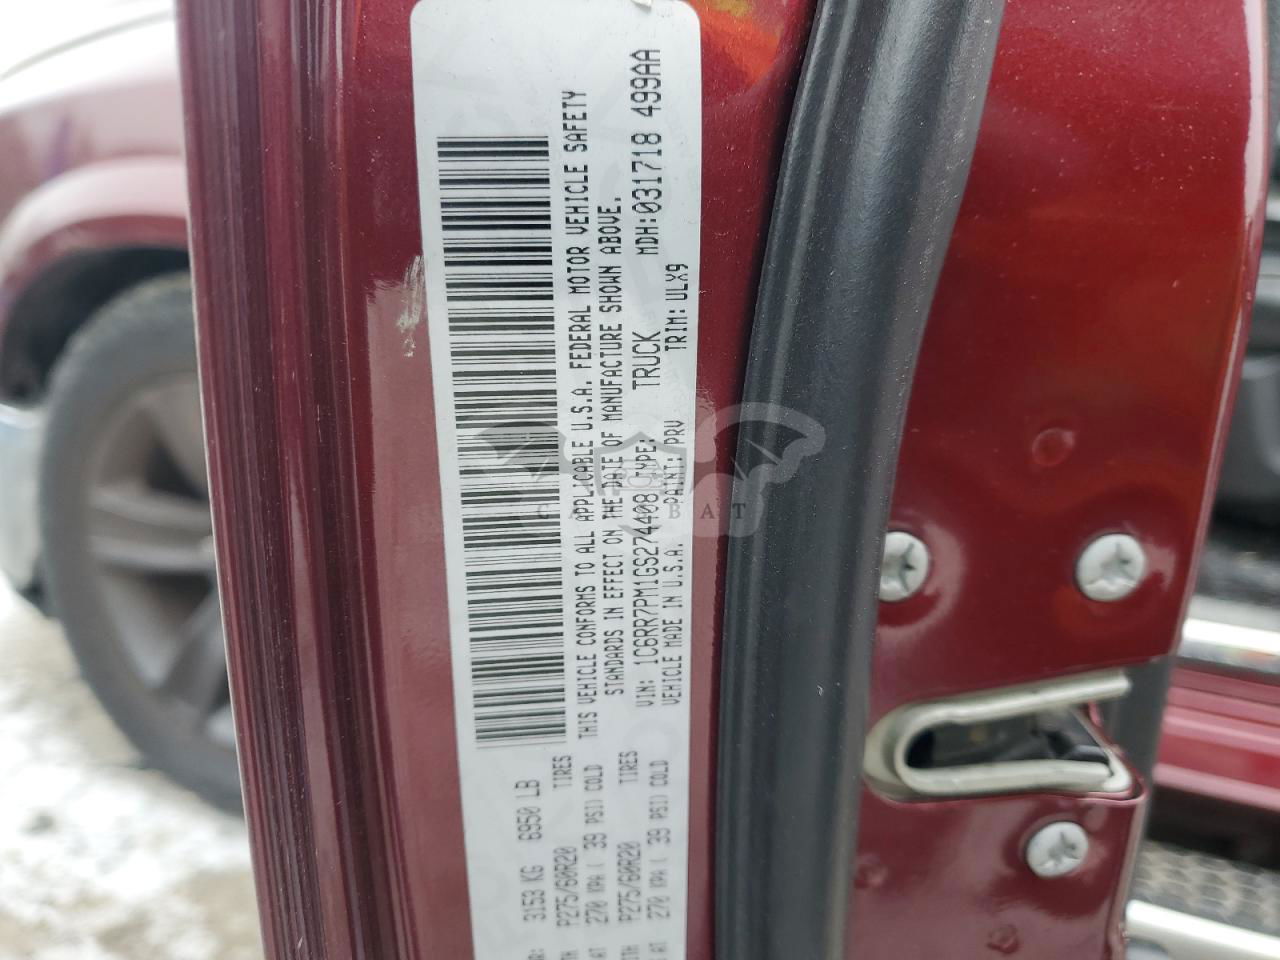 3153 KG 6950 LB
P275/60R20 TIRES
AT 270 KPA ( 39 PSI) COLD
P275/60R20 TIRES
AT 270 KPA ( 39 PSI) COLD
THIS VEHICLE CONFORMS TO ALL APPLICABLE U.S.A. FEDERAL MOTOR VEHICLE SAFETY
STANDARDS IN EFFECT ON THE DATE OF MANUFACTURE SHOWN ABOVE.
VIN: 1C6RR7PM1GS274408 TYPE: TRUCK MDH:031718 499AA
VEHICLE MADE IN U.S.A. PAINT: PRV TRIM: ULX9